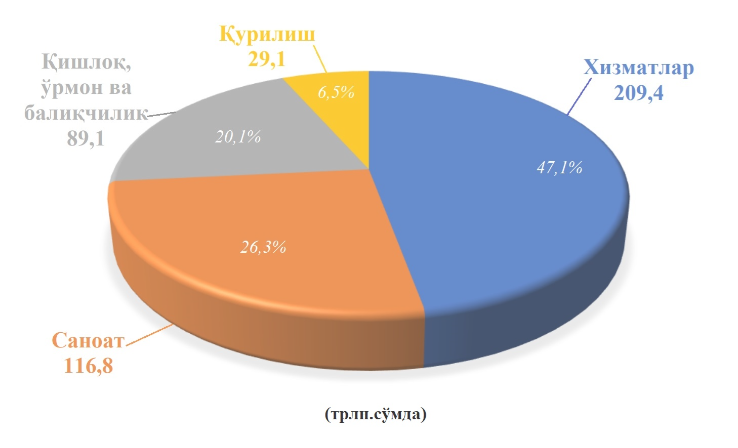 Қурилиш
29,1
Қишлоқ,
ўрмон ва
балиқчилик
89,1
Хизматлар
209,4
6,5%
20,1%
47,1%
26,3%
Саноат
116,8
(трлн.сўмда)